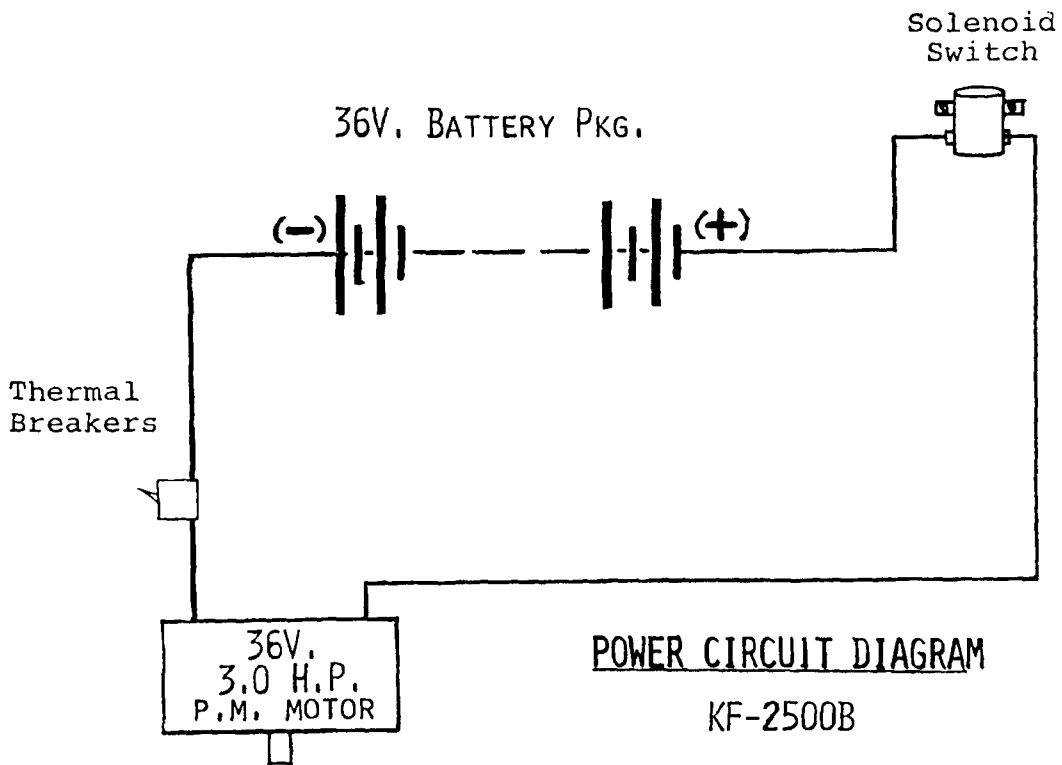 Solenoid
Switch
36V. BATTERY PKG.
(-)
(+)
Thermal
Breakers
36V.
3.0 H.P.
P.M. MOTOR
POWER CIRCUIT DIAGRAM
KF-2500B